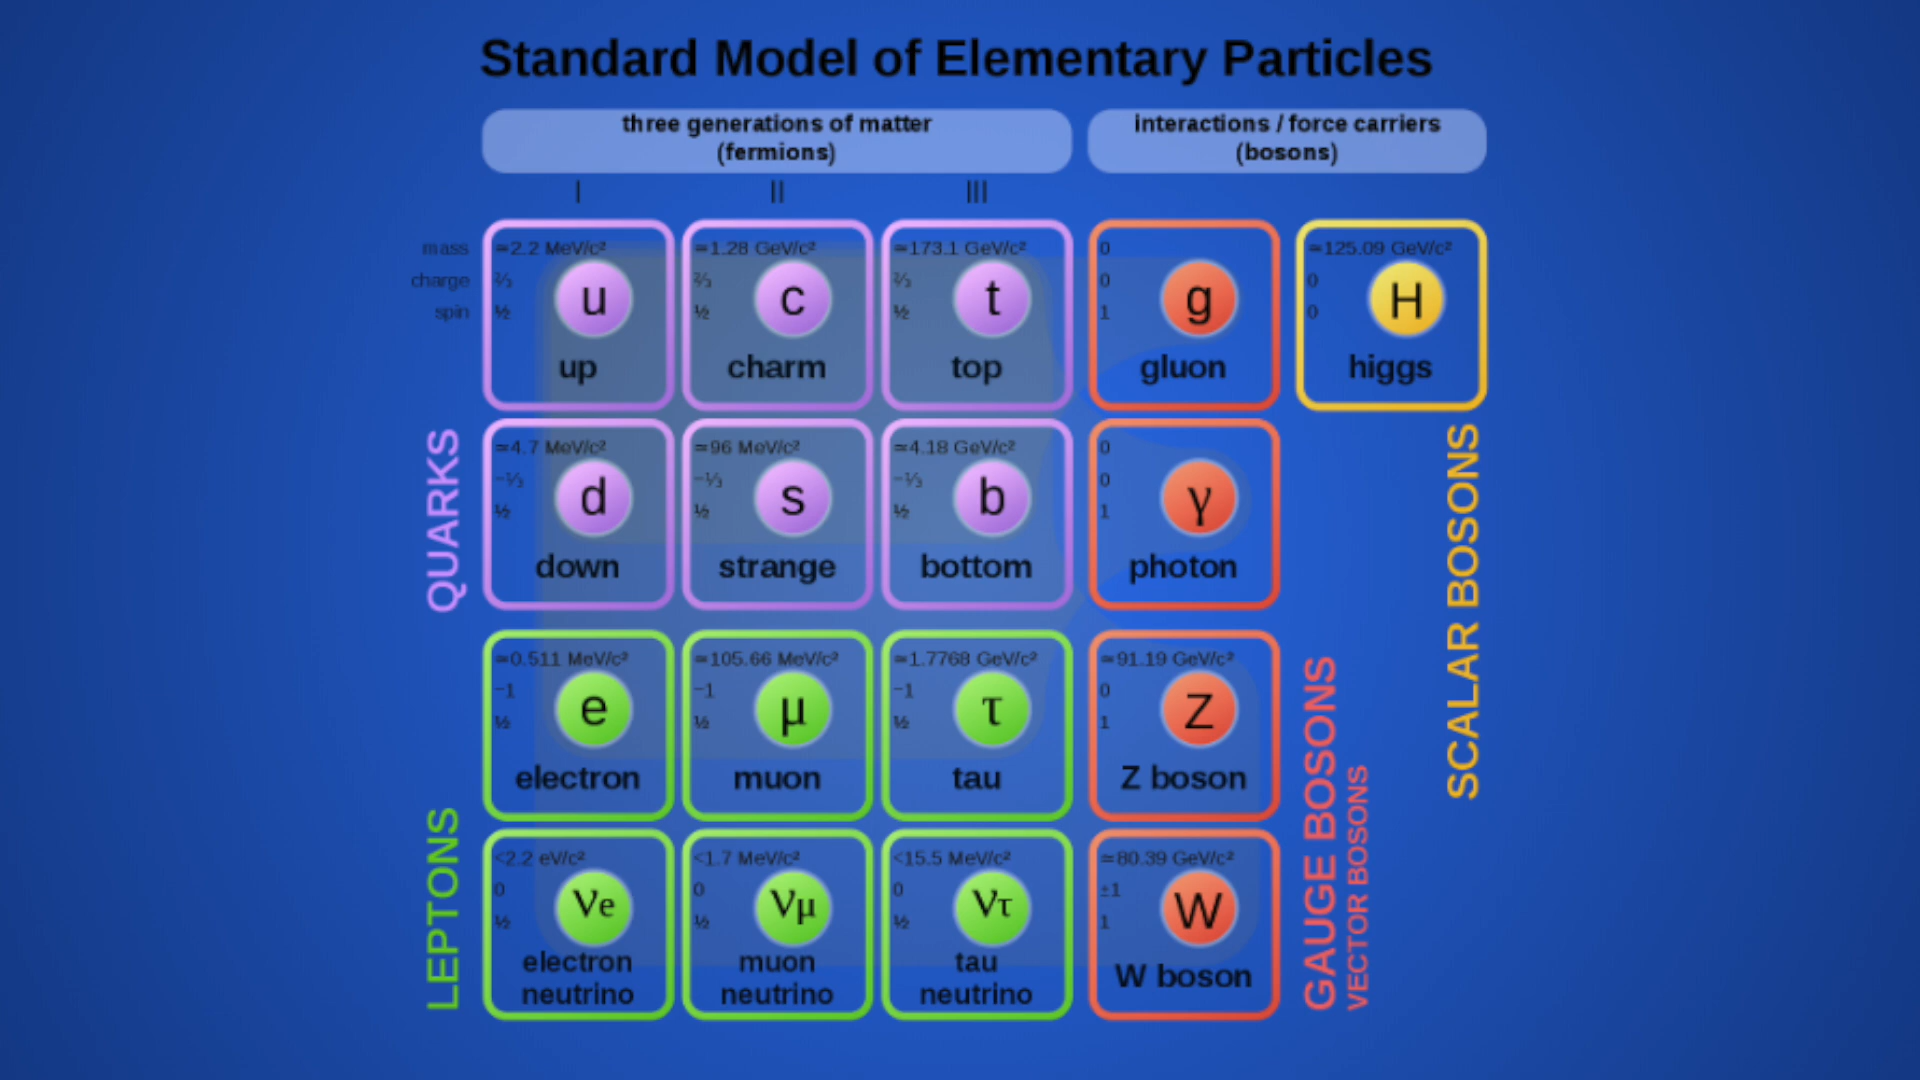 Standard Model of Elementary Particles
three generations of matter
(fermions)
interactions / force carriers
(bosons)
I
II
III
mass
charge
spin
≃2.2 MeV/c²
⅔
½
u
up
≃1.28 GeV/c²
⅔
½
c
charm
≃173.1 GeV/c²
⅔
½
t
top
0
0
1
g
gluon
≃125.09 GeV/c²
0
0
H
higgs
QUARKS
≃4.7 MeV/c²
−⅓
½
d
down
≃96 MeV/c²
−⅓
½
s
strange
≃4.18 GeV/c²
−⅓
½
b
bottom
0
0
1
γ
photon
SCALAR BOSONS
≃0.511 MeV/c²
−1
½
e
electron
≃105.66 MeV/c²
−1
½
μ
muon
≃1.7768 GeV/c²
−1
½
τ
tau
≃91.19 GeV/c²
0
1
Z
Z boson
GAUGE BOSONS
VECTOR BOSONS
LEPTONS
<2.2 eV/c²
0
½
νe
electron
neutrino
<1.7 MeV/c²
0
½
νμ
muon
neutrino
<15.5 MeV/c²
0
½
ντ
tau
neutrino
≃80.39 GeV/c²
±1
1
W
W boson